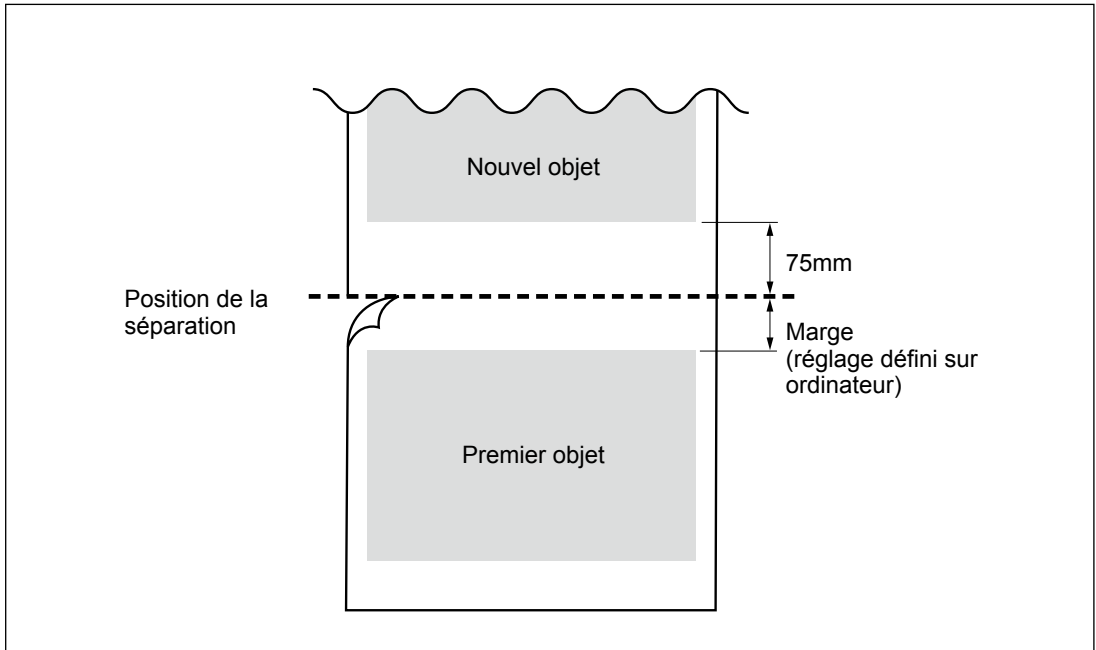 Nouvel objet
75mm
Position de la
séparation
Marge
(réglage défini sur
ordinateur)
Premier objet